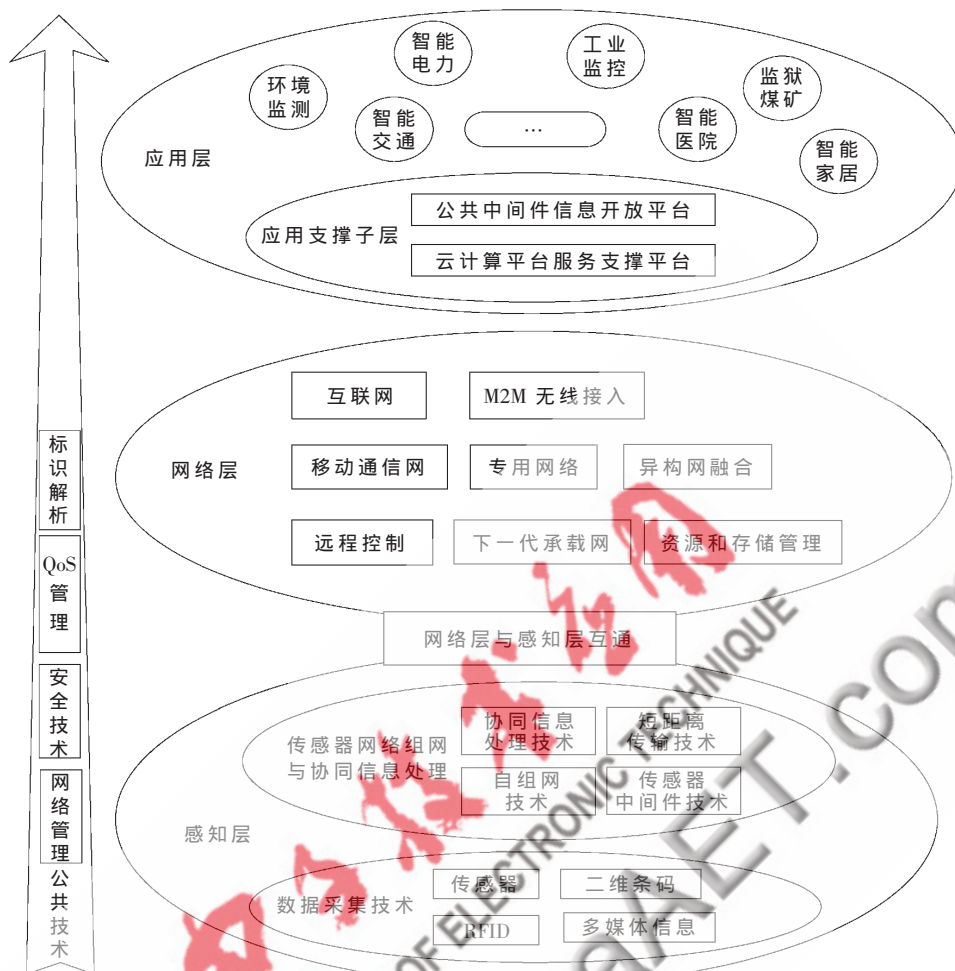 智能
电力
工业
监控
环境
监测
监狱
煤矿
智能
交通
…
智能
医院
智能
家居
应用层
公共中间件信息开放平台
应用支撑子层
云计算平台服务支撑平台
互联网
M2M 无线接入
网络层
移动通信网
专用网络
异构网融合
远程控制
下一代承载网
资源和存储管理
网络层与感知层互通
传感器网络组网
与协同信息处理
协同信息
处理技术
短距离
传输技术
自组网
技术
传感器
中间件技术
感知层
数据采集技术
传感器
二维条码
RFID
多媒体信息
标识解析
QoS
管理
安全技术
网络管理
公共技术
OF ELECTRONIC TECHNIQUE
AET.com